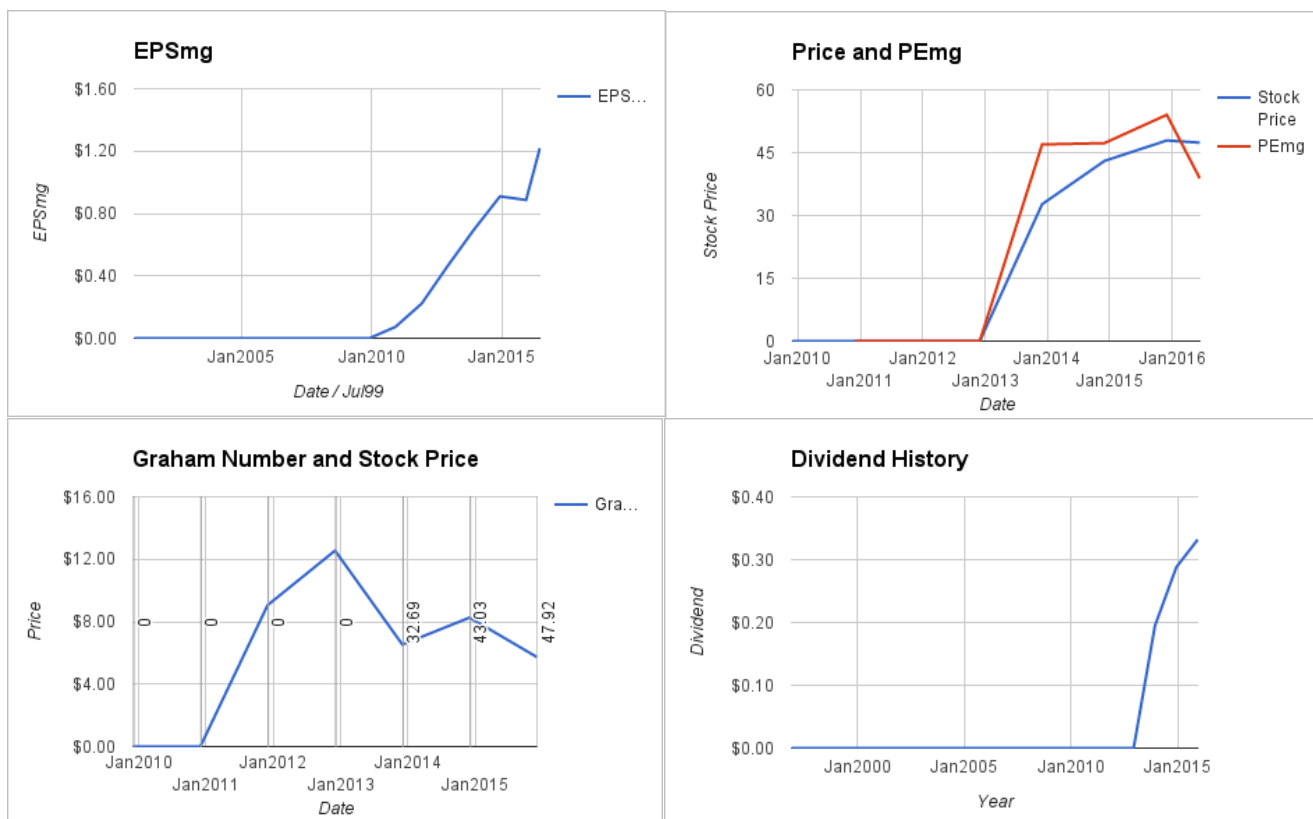 EPSmg
$1.60
$1.20
$0.80
$0.40
$0.00
EPSmg
Jan2005
Jan2010
Jan2015
Date / Jul99
EPS...
Price and PEmg
60
45
30
15
0
Stock Price
Jan2010
Jan2012
Jan2014
Jan2016
Jan2011
Jan2013
Jan2015
Date
Stock
Price
PEmg
Graham Number and Stock Price
$16.00
$12.00
$8.00
$4.00
$0.00
Price
0
0
0
0
32.69
43.03
47.92
Jan2010
Jan2012
Jan2014
Jan2011
Jan2013
Jan2015
Date
Gra...
Dividend History
$0.40
$0.30
$0.20
$0.10
$0.00
Dividend
Jan2000
Jan2005
Jan2010
Jan2015
Year